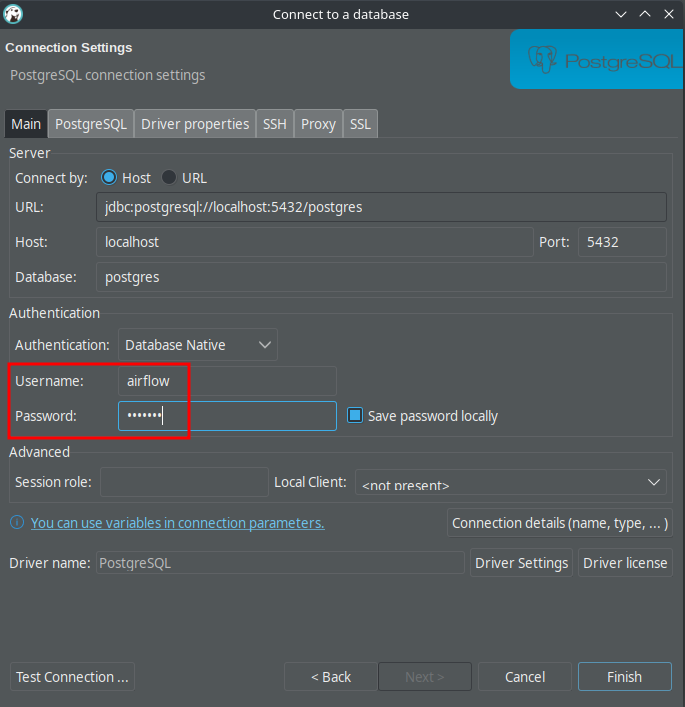 Connect to a database
Connection Settings
PostgreSQL connection settings
PostgreSQL
Main PostgreSQL Driver properties SSH Proxy SSL
Server
Connect by: Host URL
URL: jdbc:postgresql://localhost:5432/postgres
Host: localhost Port: 5432
Database: postgres
Authentication
Authentication: Database Native
Username: airflow
Password: •••••••
Save password locally
Advanced
Session role: Local Client: <not present>
You can use variables in connection parameters.
Connection details (name, type, ... )
Driver name: PostgreSQL Driver Settings Driver license
Test Connection ... < Back Next > Cancel Finish